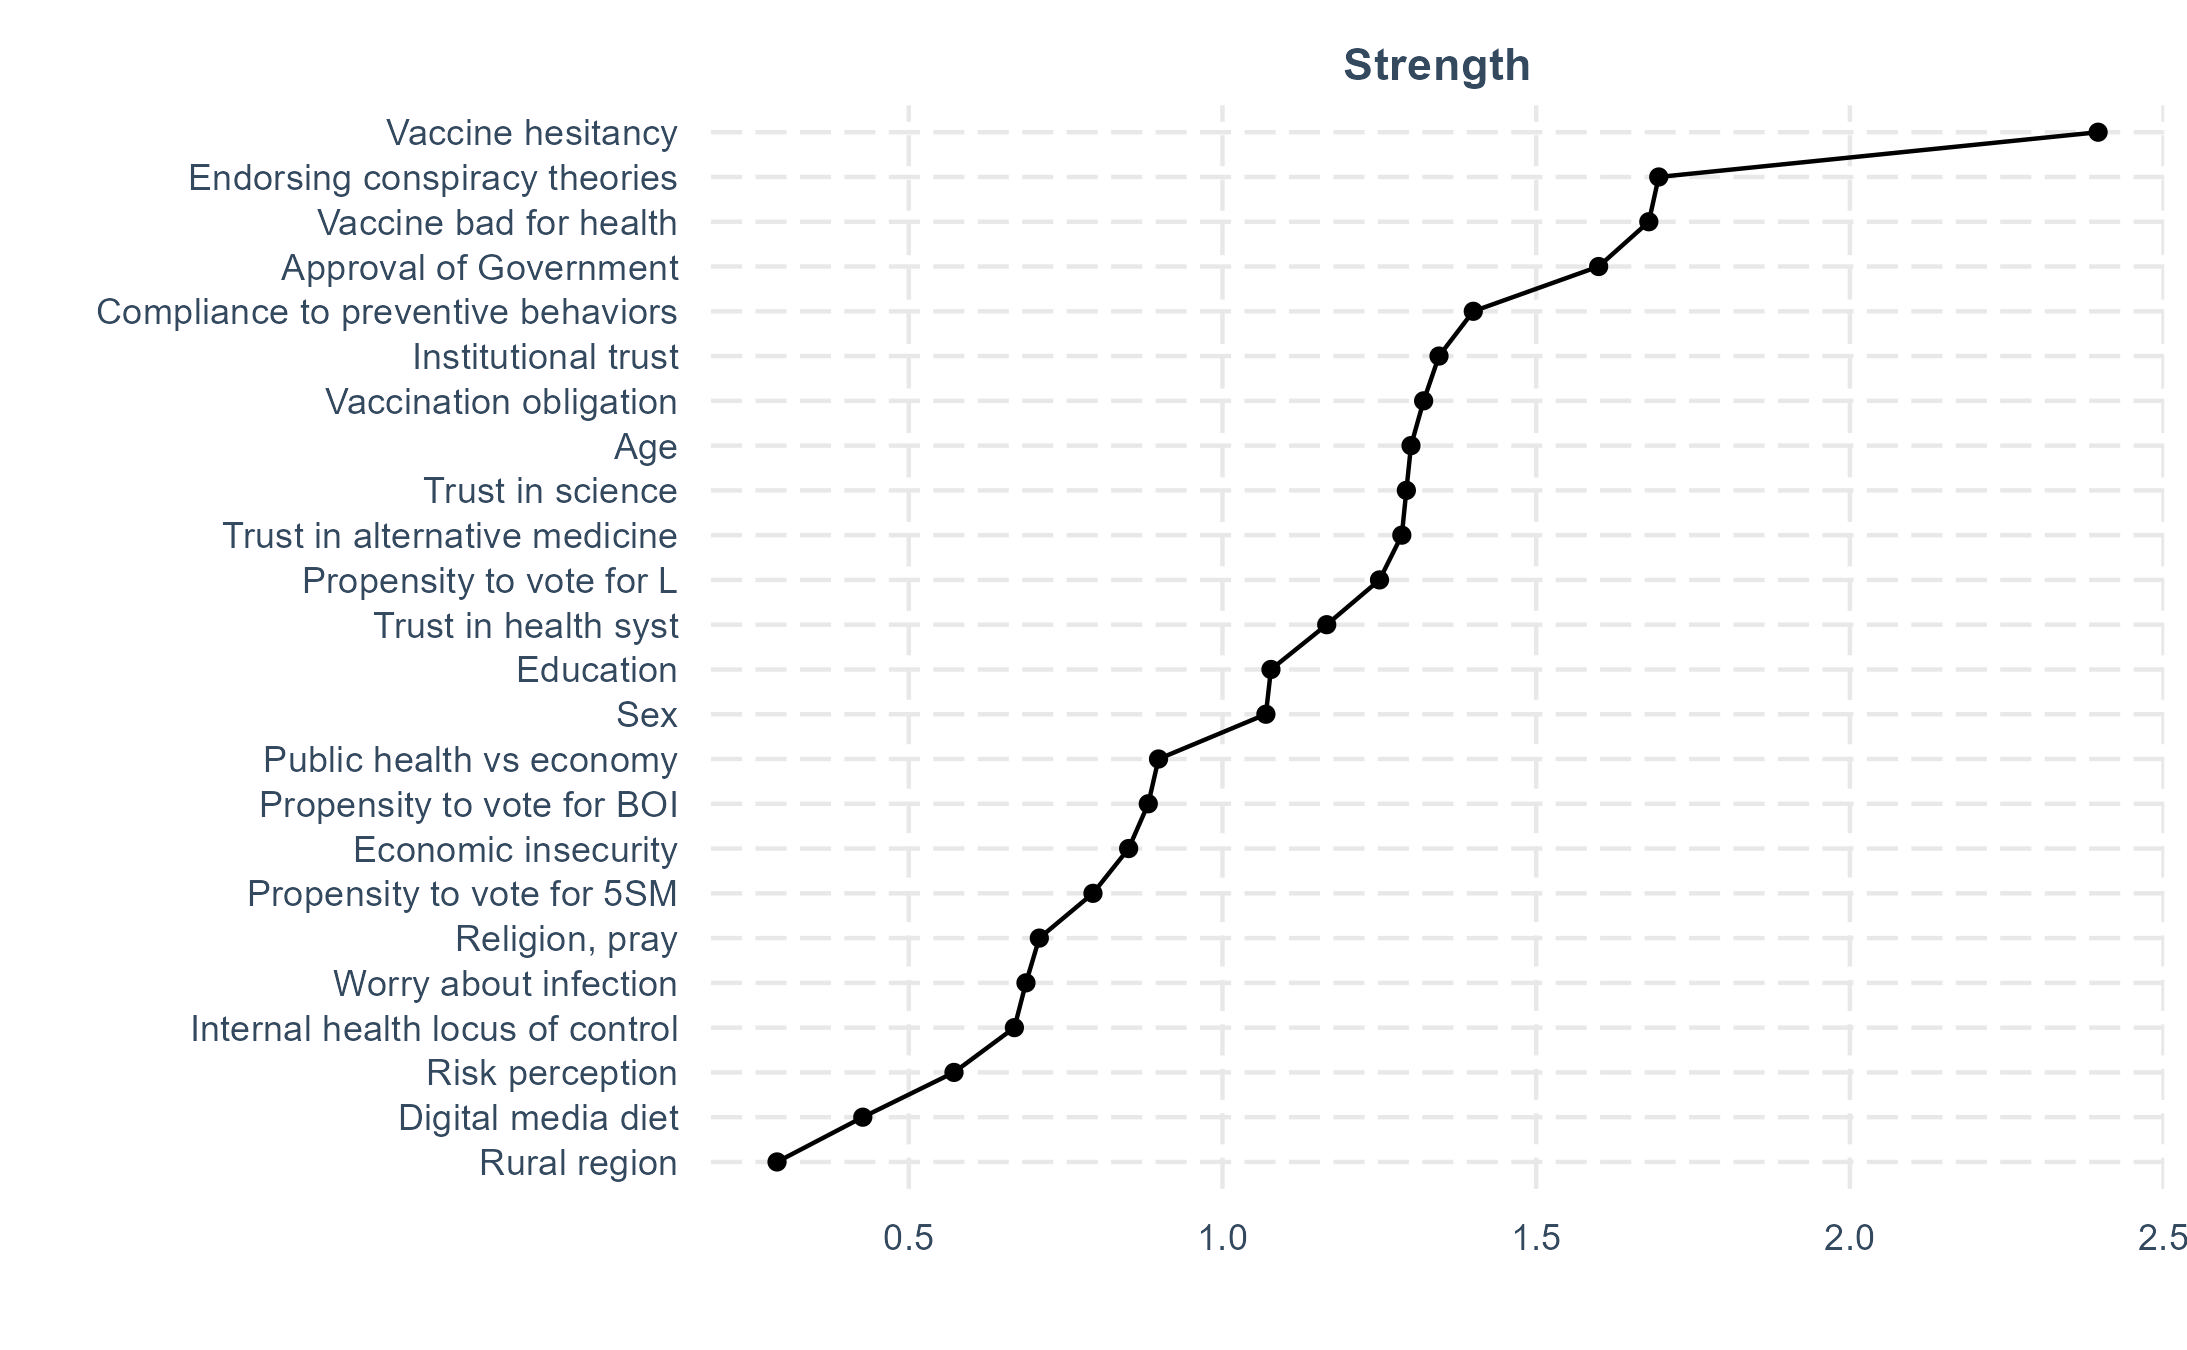 Strength
Vaccine hesitancy
Endorsing conspiracy theories
Vaccine bad for health
Approval of Government
Compliance to preventive behaviors
Institutional trust
Vaccination obligation
Age
Trust in science
Trust in alternative medicine
Propensity to vote for L
Trust in health syst
Education
Sex
Public health vs economy
Propensity to vote for BOI
Economic insecurity
Propensity to vote for 5SM
Religion, pray
Worry about infection
Internal health locus of control
Risk perception
Digital media diet
Rural region
0.5 1.0 1.5 2.0 2.5